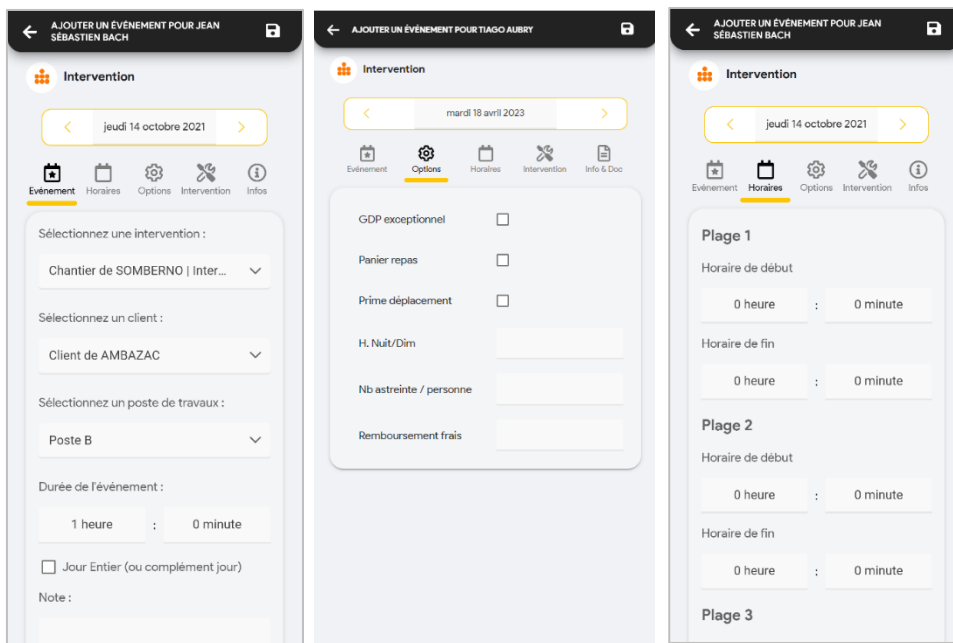 AJOUTER UN ÉVÉNEMENT POUR JEAN
SÉBASTIEN BACH
Intervention
jeudi 14 octobre 2021
Evénement Horaires Options Intervention Infos
Sélectionnez une intervention :
Chantier de SOMBERNO | Inter...
Sélectionnez un client :
Client de AMBAZAC
Sélectionnez un poste de travaux :
Poste B
Durée de l'événement :
1 heure : 0 minute
Jour Entier (ou complément jour)
Note :
AJOUTER UN ÉVÉNEMENT POUR TIAGO AUBRY
Intervention
mardi 18 avril 2023
Evénement Options Horaires Intervention Info & Doc
GDP exceptionnel
Panier repas
Prime déplacement
H. Nuit/Dim
Nb astreinte / personne
Remboursement frais
AJOUTER UN ÉVÉNEMENT POUR JEAN
SÉBASTIEN BACH
Intervention
jeudi 14 octobre 2021
Evénement Horaires Options Intervention Infos
Plage 1
Horaire de début
0 heure : 0 minute
Horaire de fin
0 heure : 0 minute
Plage 2
Horaire de début
0 heure : 0 minute
Horaire de fin
0 heure : 0 minute
Plage 3